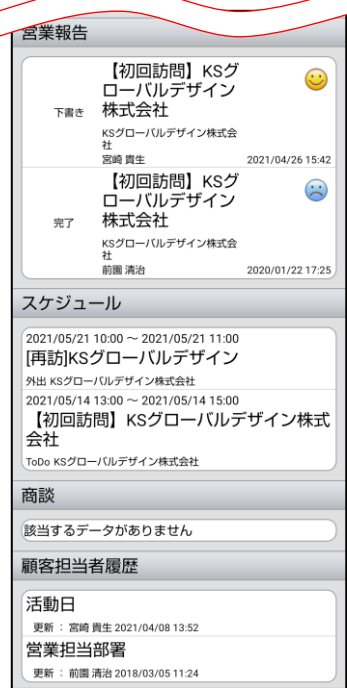 営業報告
【初回訪問】KSグ
ローバルデザイン
下書き
株式会社
KSグローバルデザイン株式会
社
宮崎 貴生 2021/04/26 15:42
【初回訪問】KSグ
ローバルデザイン
完了
株式会社
KSグローバルデザイン株式会
社
前園 清治 2020/01/22 17:25
スケジュール
2021/05/21 10:00 ～ 2021/05/21 11:00
[再訪]KSグローバルデザイン
外出 KSグローバルデザイン株式会社
2021/05/14 13:00 ～ 2021/05/14 15:00
【初回訪問】KSグローバルデザイン株式
会社
ToDo KSグローバルデザイン株式会社
商談
該当するデータがありません
顧客担当者履歴
活動日
更新 ： 宮崎 貴生 2021/04/08 13:52
営業担当部署
更新 ： 前園 清治 2018/03/05 11:24